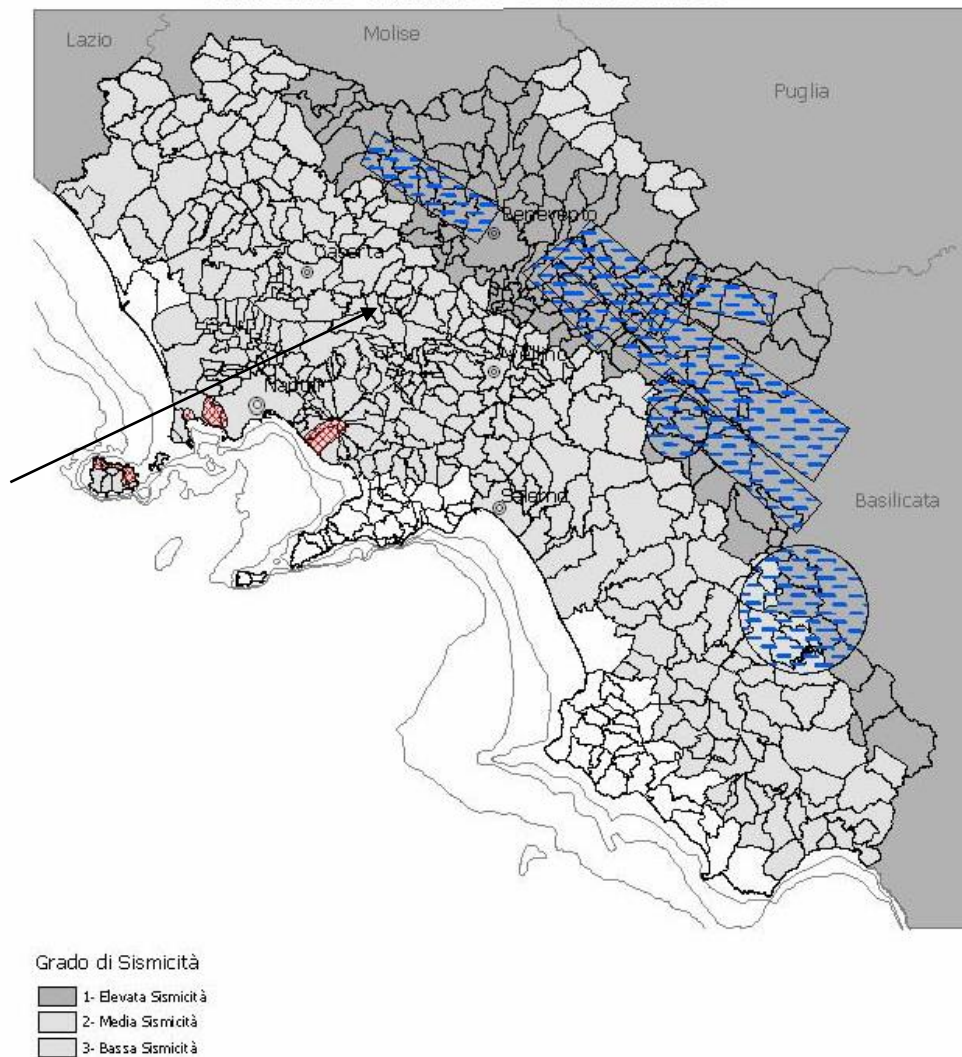 Lazio
Molise
Puglia
Benevento
Caserta
Avellino
Napoli
Salerno
Basilicata
Grado di Sismicità
1- Elevata Sismicità
2- Media Sismicità
3- Bassa Sismicità